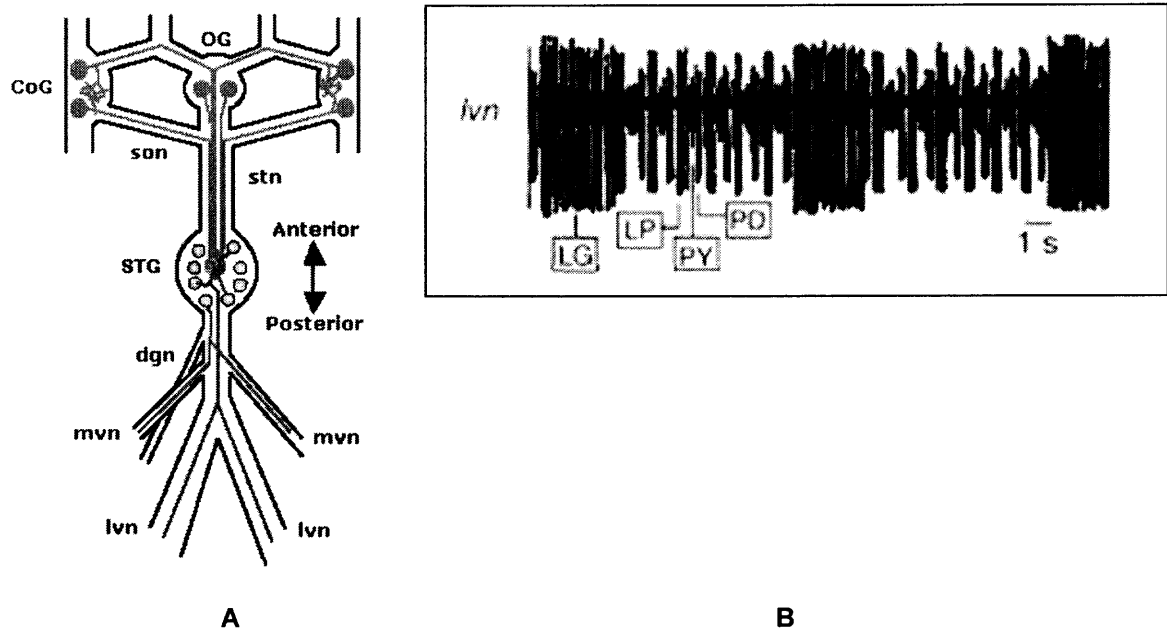 OG
CoG
son
stn
Anterior
STG
Posterior
dgn
mvn
mvn
lvn
lvn
A
lvn
LP
PD
LG
PY
1 s
B